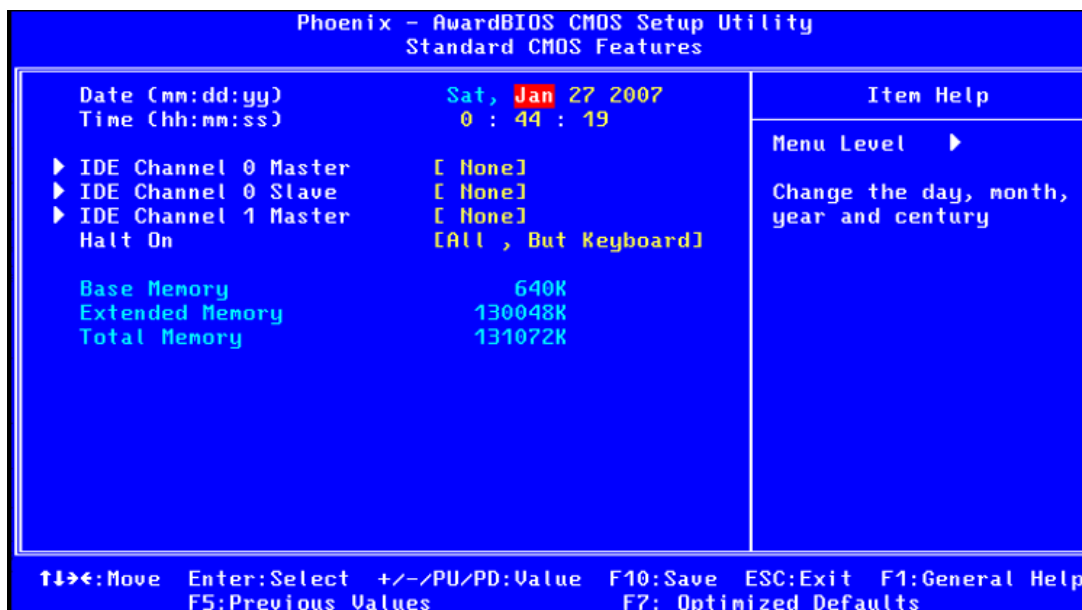 Phoenix - AwardBIOS CMOS Setup Utility
Standard CMOS Features
Date (mm:dd:yy) Sat, Jan 27 2007
Time (hh:mm:ss) 0 : 44 : 19
IDE Channel 0 Master [ None]
IDE Channel 0 Slave [ None]
IDE Channel 1 Master [ None]
Halt On [All , But Keyboard]
Base Memory 640K
Extended Memory 130048K
Total Memory 131072K
Item Help
Menu Level ▶
Change the day, month,
year and century
↑↓→←:Move Enter:Select +/-/PU/PD:Value F10:Save ESC:Exit F1:General Help
F5:Previous Values F7: Optimized Defaults